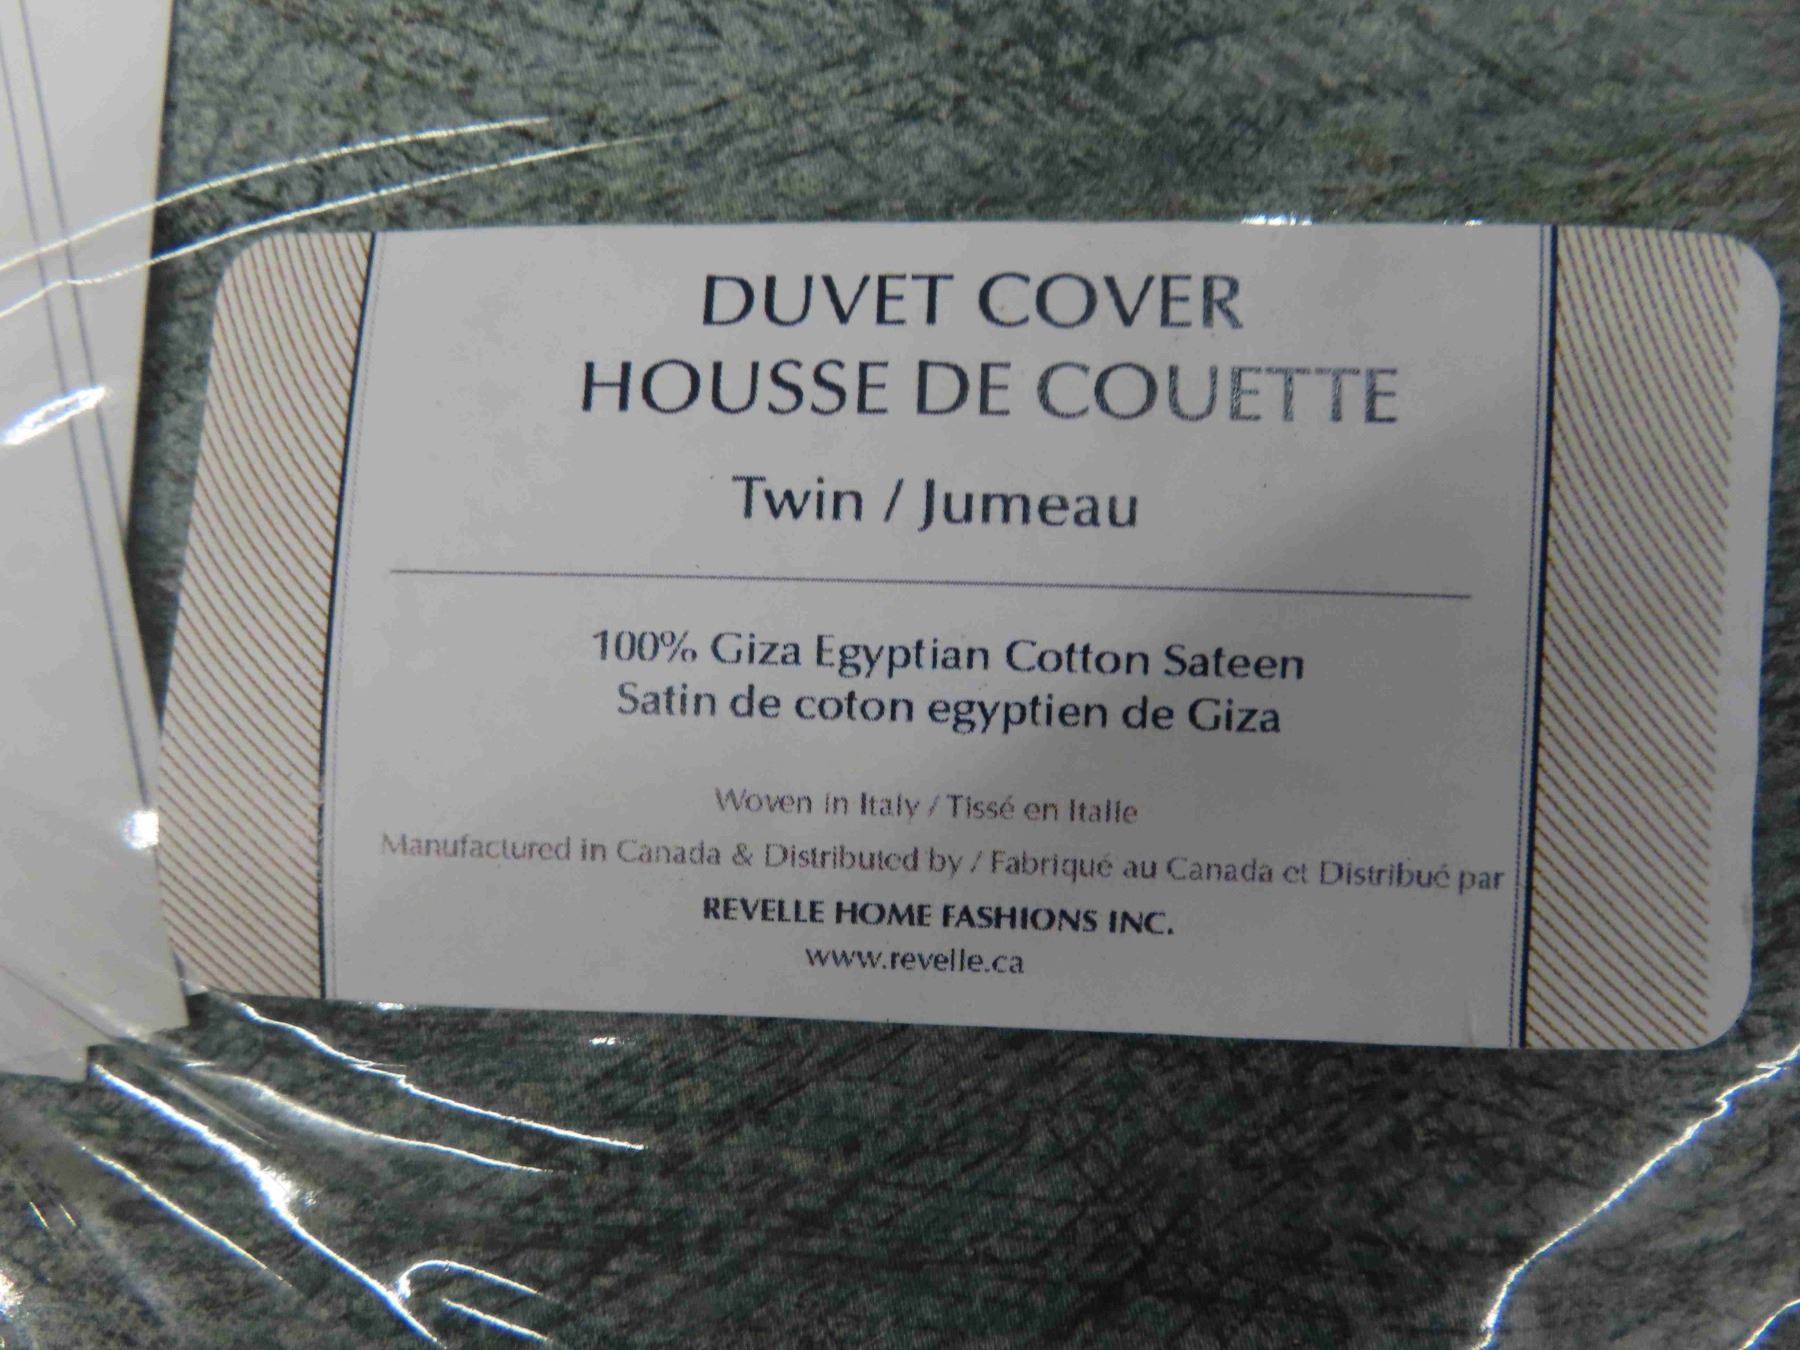 DUVET COVER
HOUSSE DE COUETTE
Twin / Jumeau
100% Giza Egyptian Cotton Sateen
Satin de coton egyptien de Giza
Woven in Italy / Tissé en Italie
Manufactured in Canada & Distributed by / Fabriqué au Canada et Distribué par
REVELLE HOME FASHIONS INC.
www.revelle.ca